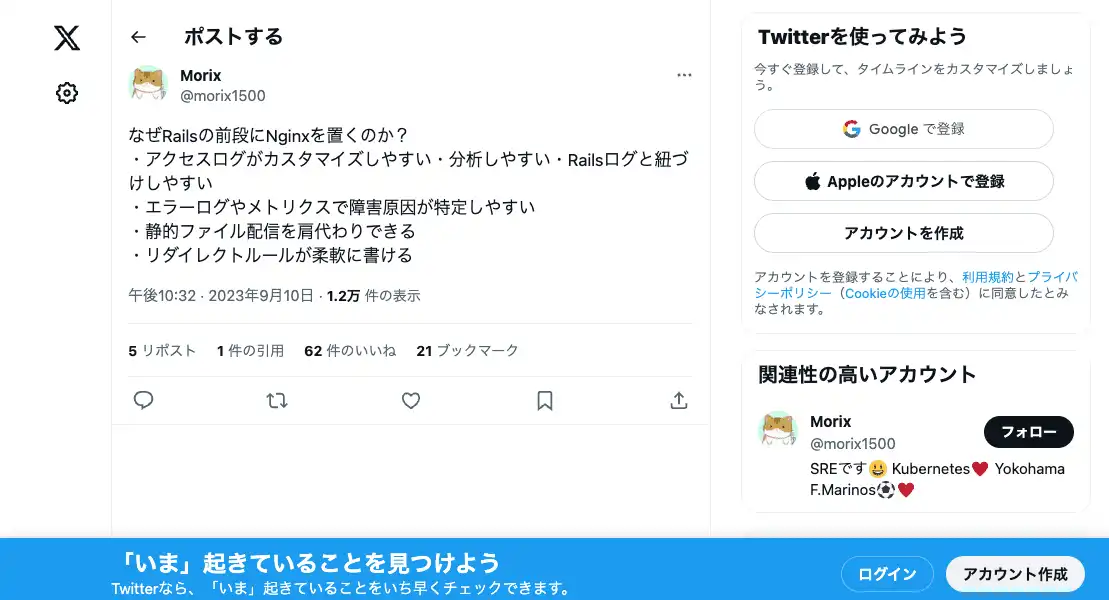 ポストする
Morix
@morix1500
なぜRailsの前段にNginxを置くのか？
・アクセスログがカスタマイズしやすい・分析しやすい・Railsログと紐づ
けしやすい
・エラーログやメトリクスで障害原因が特定しやすい
・静的ファイル配信を肩代わりできる
・リダイレクトルールが柔軟に書ける
午後10:32 · 2023年9月10日 · 1.2万 件の表示
5 リポスト 1 件の引用 62 件のいいね 21 ブックマーク
Twitterを使ってみよう
今すぐ登録して、タイムラインをカスタマイズしましょ
う。
Google で登録
Appleのアカウントで登録
アカウントを作成
アカウントを登録することにより、利用規約とプライバ
シーポリシー（Cookieの使用を含む）に同意したとみ
なされます。
関連性の高いアカウント
Morix
@morix1500
フォロー
SREです😃 Kubernetes♥️ Yokohama
F.Marinos⚽♥️
「いま」起きていることを見つけよう
Twitterなら、「いま」起きていることをいち早くチェックできます。
ログイン
アカウント作成